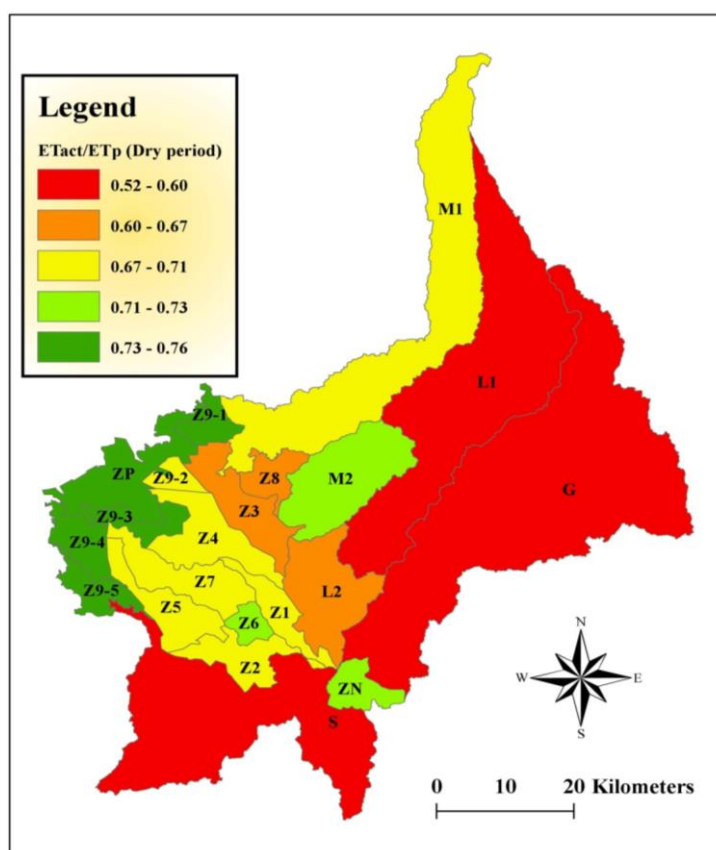 Legend
ETact/ETp (Dry period)
0.52 - 0.60
0.60 - 0.67
0.67 - 0.71
0.71 - 0.73
0.73 - 0.76
M1
L1
Z9-1
ZP
Z9-2
Z8
M2
G
Z3
Z9-3
Z4
Z9-4
Z7
Z9-5
Z5
L2
Z1
Z6
Z2
ZN
S
N
W
E
S
0 10 20 Kilometers